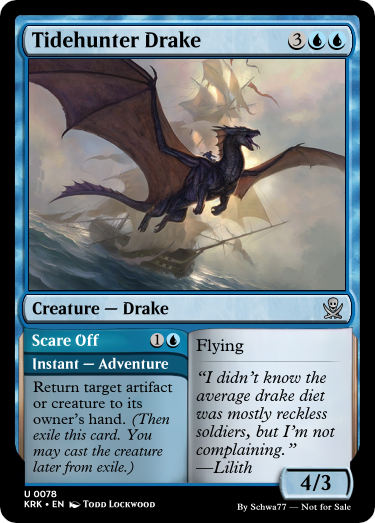 Tidehunter Drake 3
Creature — Drake
Scare Off 1
Instant — Adventure
Return target artifact
or creature to its
owner's hand. (Then
exile this card. You
may cast the creature
later from exile.)
Flying
“I didn't know the
average drake diet
was mostly reckless
soldiers, but I'm not
complaining.”
—Lilith
4/3
U 0078
KRK • EN Todd Lockwood
By Schwa77 — Not for Sale